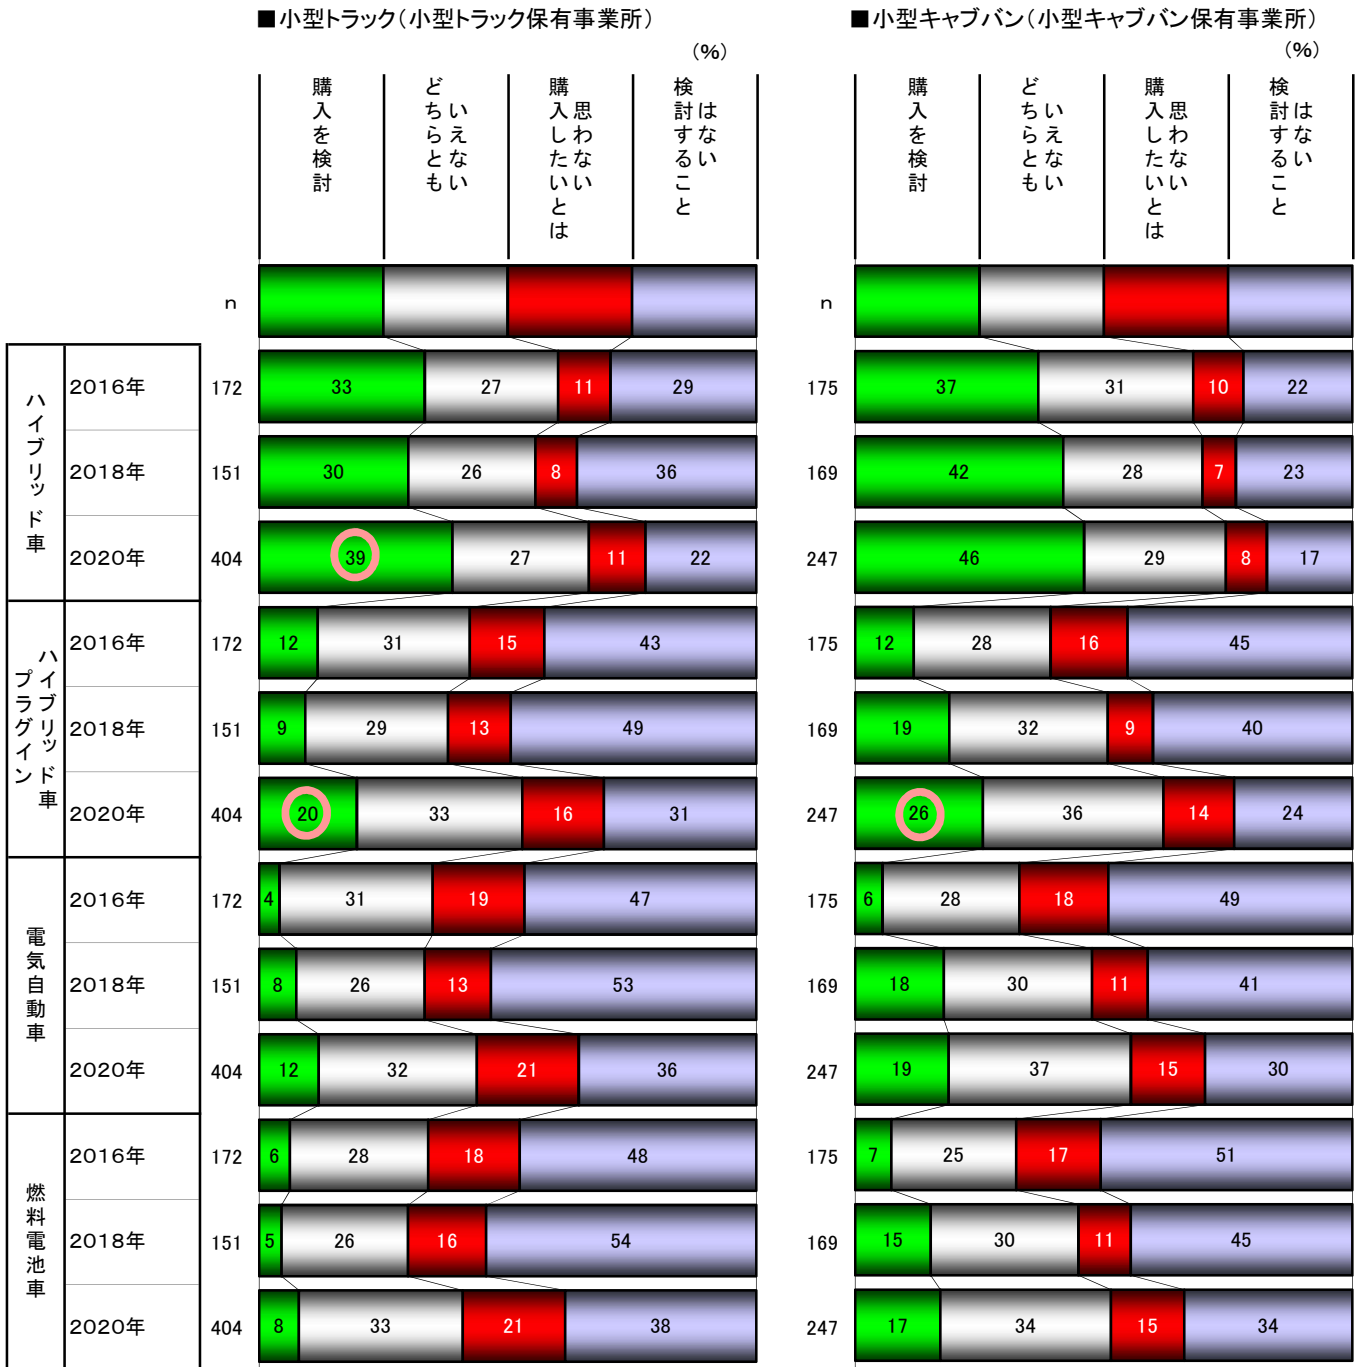 ■小型トラック(小型トラック保有事業所)
(%)
購入を検討
どちらとも
いえない
購入したいとは
思わない
検討すること
はない
n
■小型キャブバン(小型キャブバン保有事業所)
(%)
購入を検討
どちらとも
いえない
購入したいとは
思わない
検討すること
はない
n
ハイブリッド車
2016年 172 33 27 11 29 175 37 31 10 22
2018年 151 30 26 8 36 169 42 28 7 23
2020年 404 39 27 11 22 247 46 29 8 17
プラグイン
ハイブリッド車
2016年 172 12 31 15 43 175 12 28 16 45
2018年 151 9 29 13 49 169 19 32 9 40
2020年 404 20 33 16 31 247 26 36 14 24
電気自動車
2016年 172 4 31 19 47 175 6 28 18 49
2018年 151 8 26 13 53 169 18 30 11 41
2020年 404 12 32 21 36 247 19 37 15 30
燃料電池車
2016年 172 6 28 18 48 175 7 25 17 51
2018年 151 5 26 16 54 169 15 30 11 45
2020年 404 8 33 21 38 247 17 34 15 34